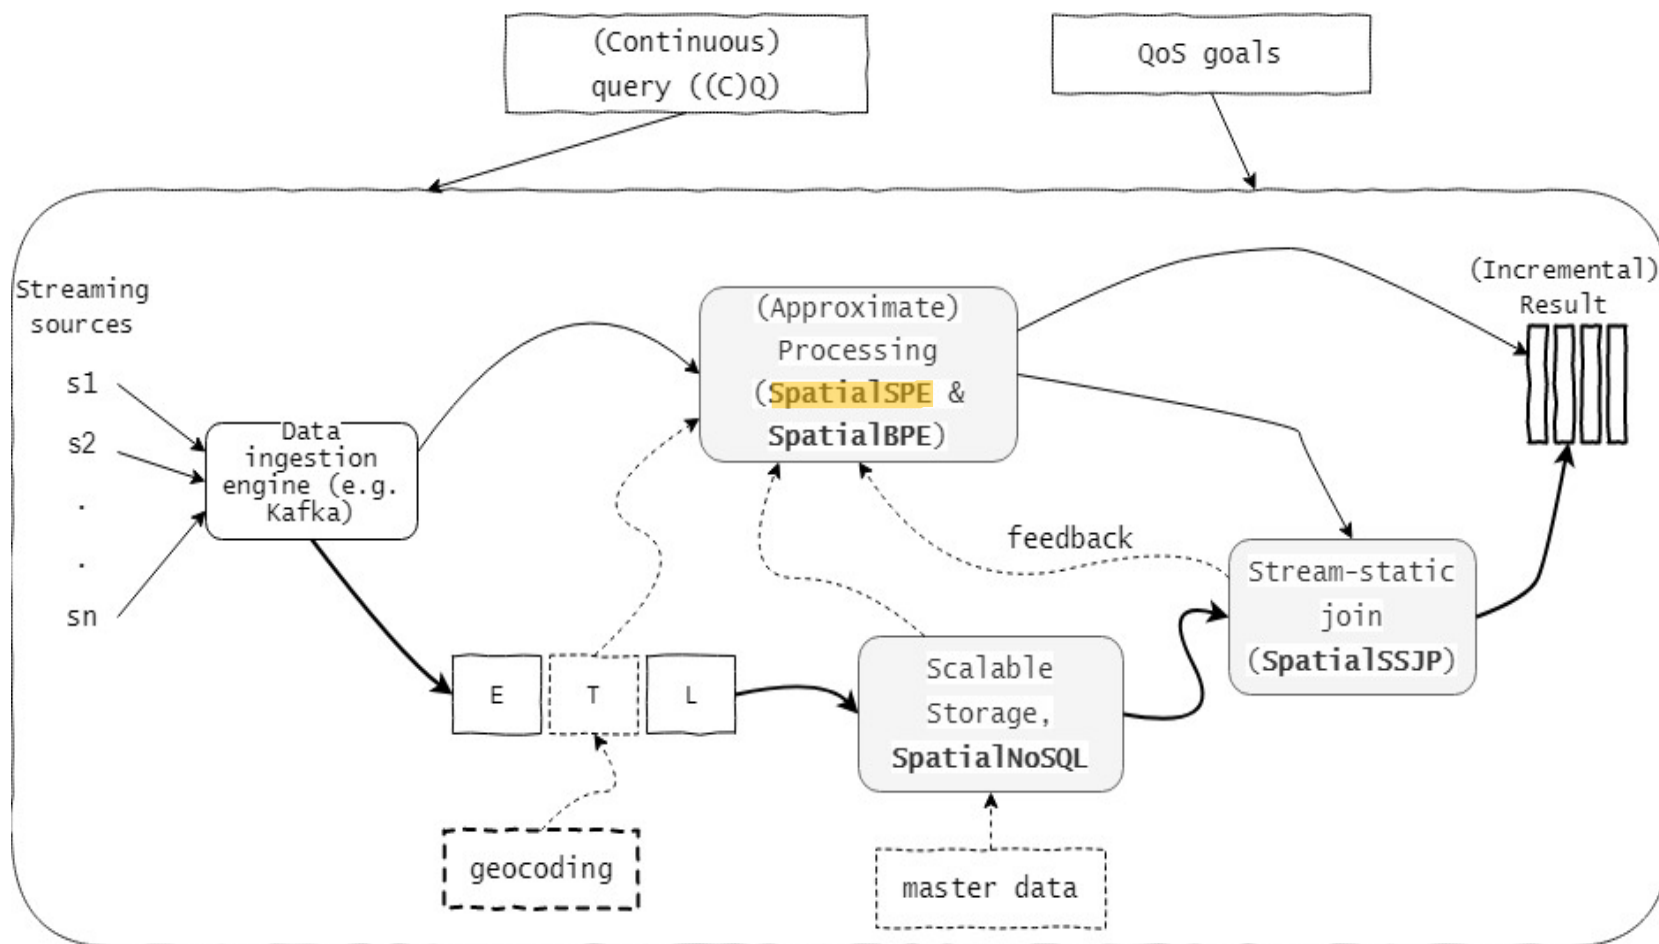 (Continuous)
query ((C)Q)
QoS goals
Streaming
sources
s1
s2
.
.
sn
Data
ingestion
engine (e.g.
Kafka)
(Approximate)
Processing
(SpatialSPE &
SpatialBPE)
(Incremental)
Result
feedback
Stream-static
join
(SpatialSSJP)
E
T
L
Scalable
Storage,
SpatialNoSQL
geocoding
master data